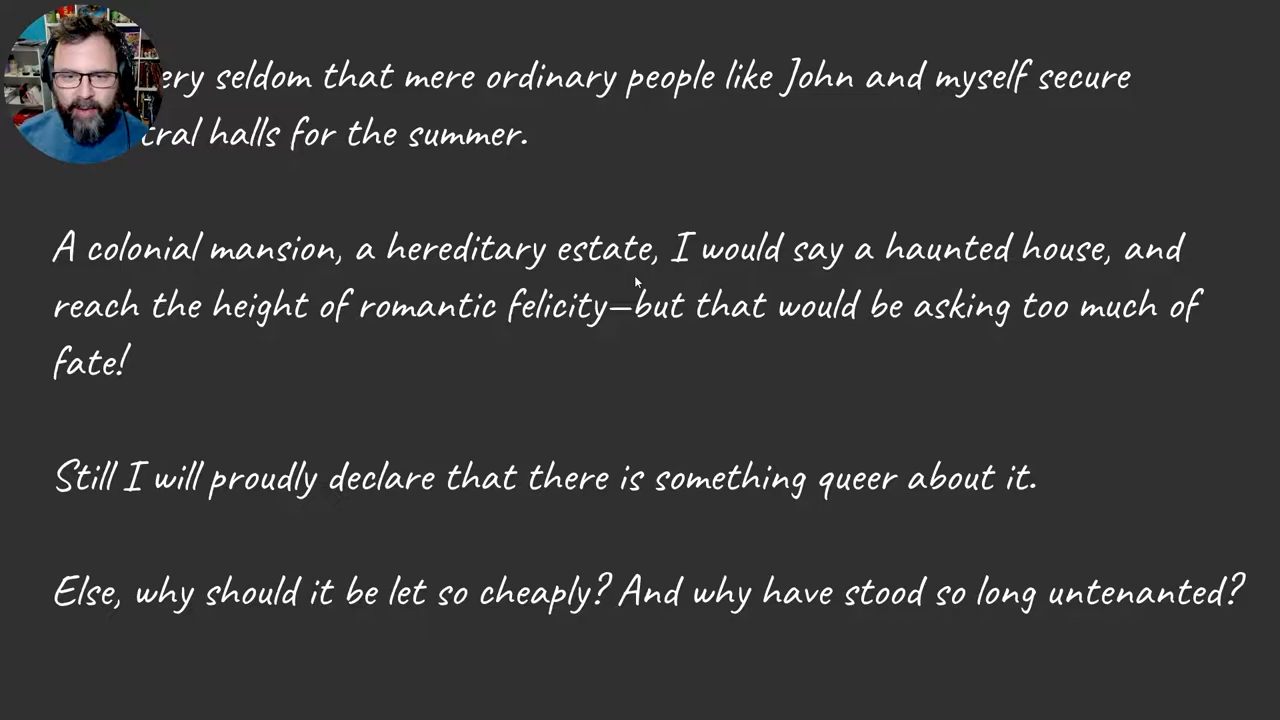 seldom that mere ordinary people like John and myself secure
halls for the summer.
A colonial mansion, a hereditary estate, I would say a haunted house, and
reach the height of romantic felicity—but that would be asking too much of
fate!
Still I will proudly declare that there is something queer about it.
Else, why should it be let so cheaply? And why have stood so long untenanted?